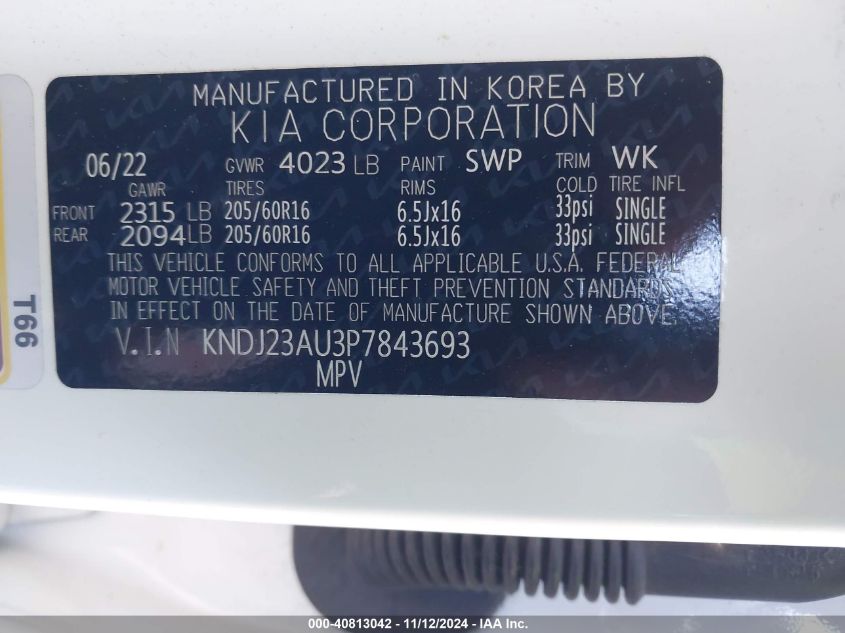 MANUFACTURED IN KOREA BY
KIA CORPORATION
06/22 GVWR 4023 LB PAINT SWP TRIM WK
GAWR TIRES RIMS COLD TIRE INFL
FRONT 2315 LB 205/60R16 6.5Jx16 33psi SINGLE
REAR 2094 LB 205/60R16 6.5Jx16 33psi SINGLE
THIS VEHICLE CONFORMS TO ALL APPLICABLE U.S.A. FEDERAL
MOTOR VEHICLE SAFETY AND THEFT PREVENTION STANDARDS
IN EFFECT ON THE DATE OF MANUFACTURE SHOWN ABOVE.
V.I.N KNDJ23AU3P7843693
MPV
T66
000-40813042 - 11/12/2024 - IAA Inc.